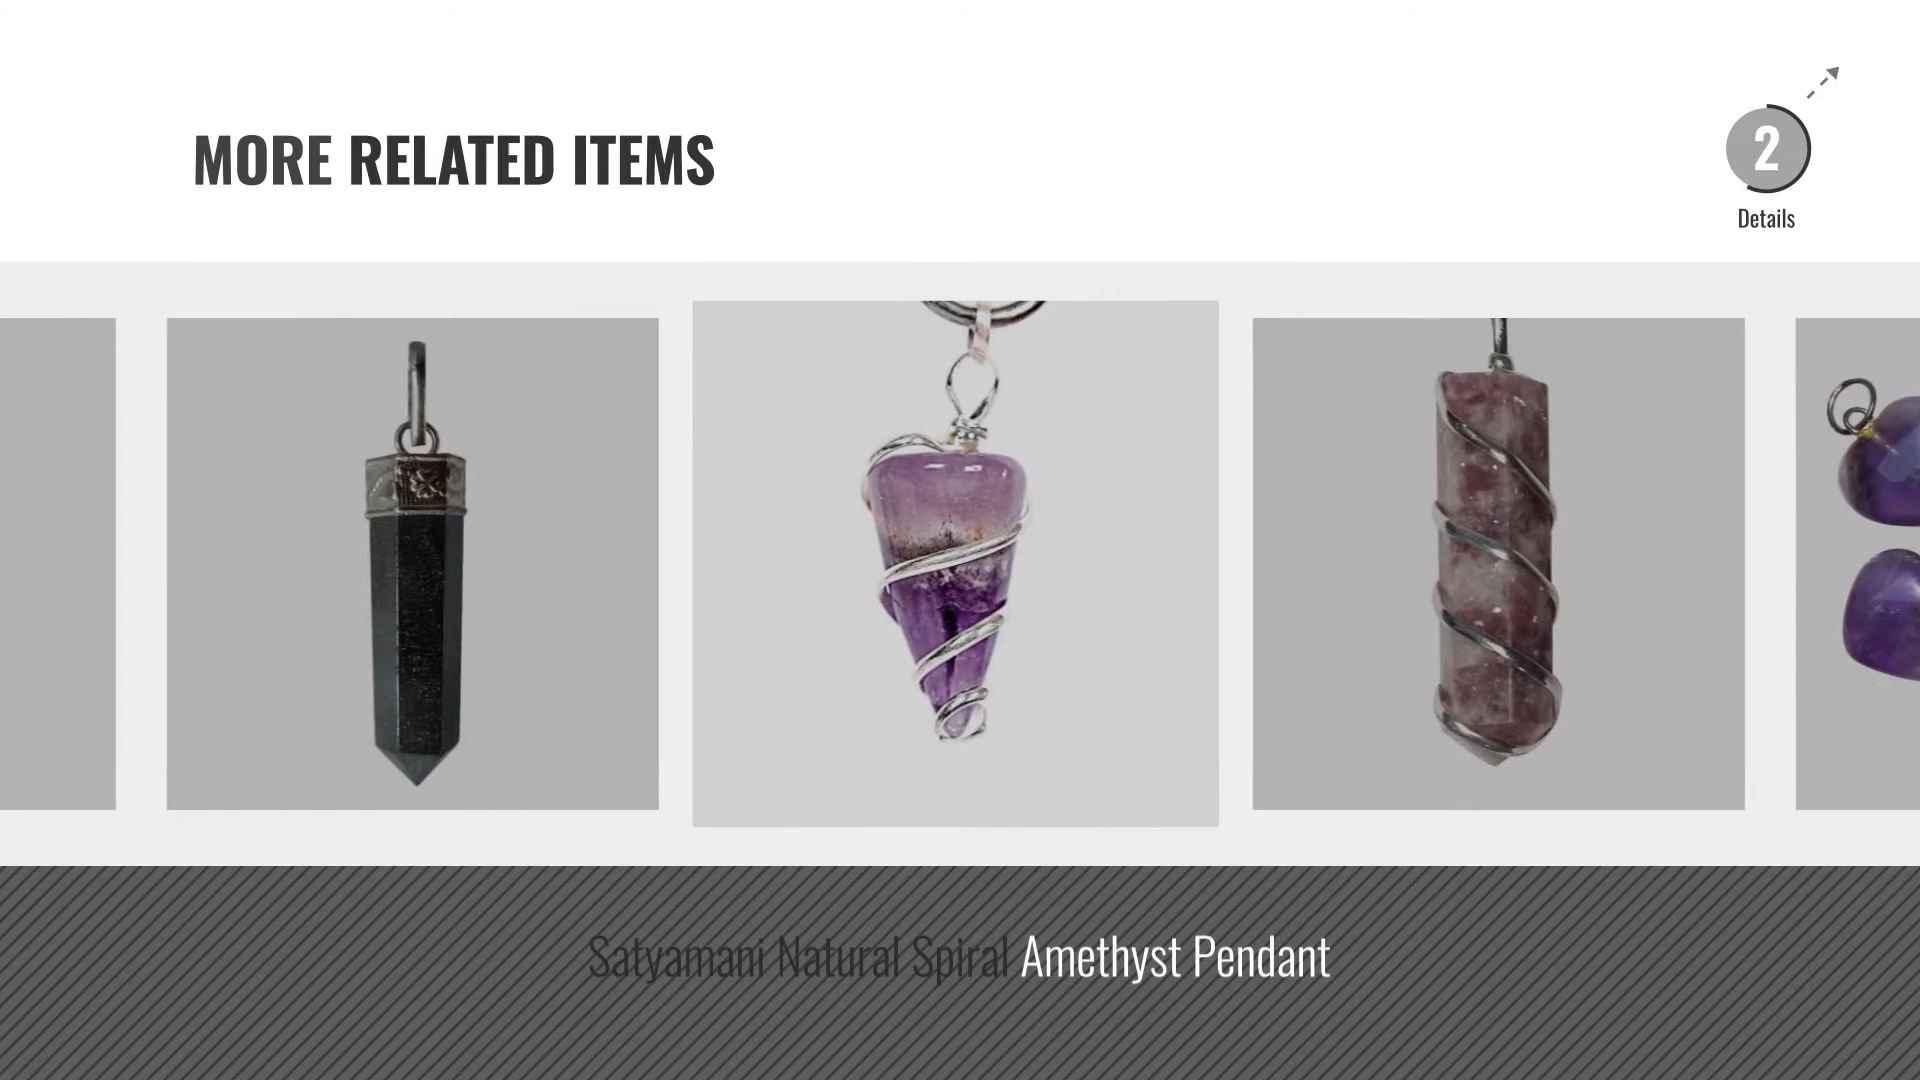 MORE RELATED ITEMS
2
Details
Satyamani Natural Spiral Amethyst Pendant